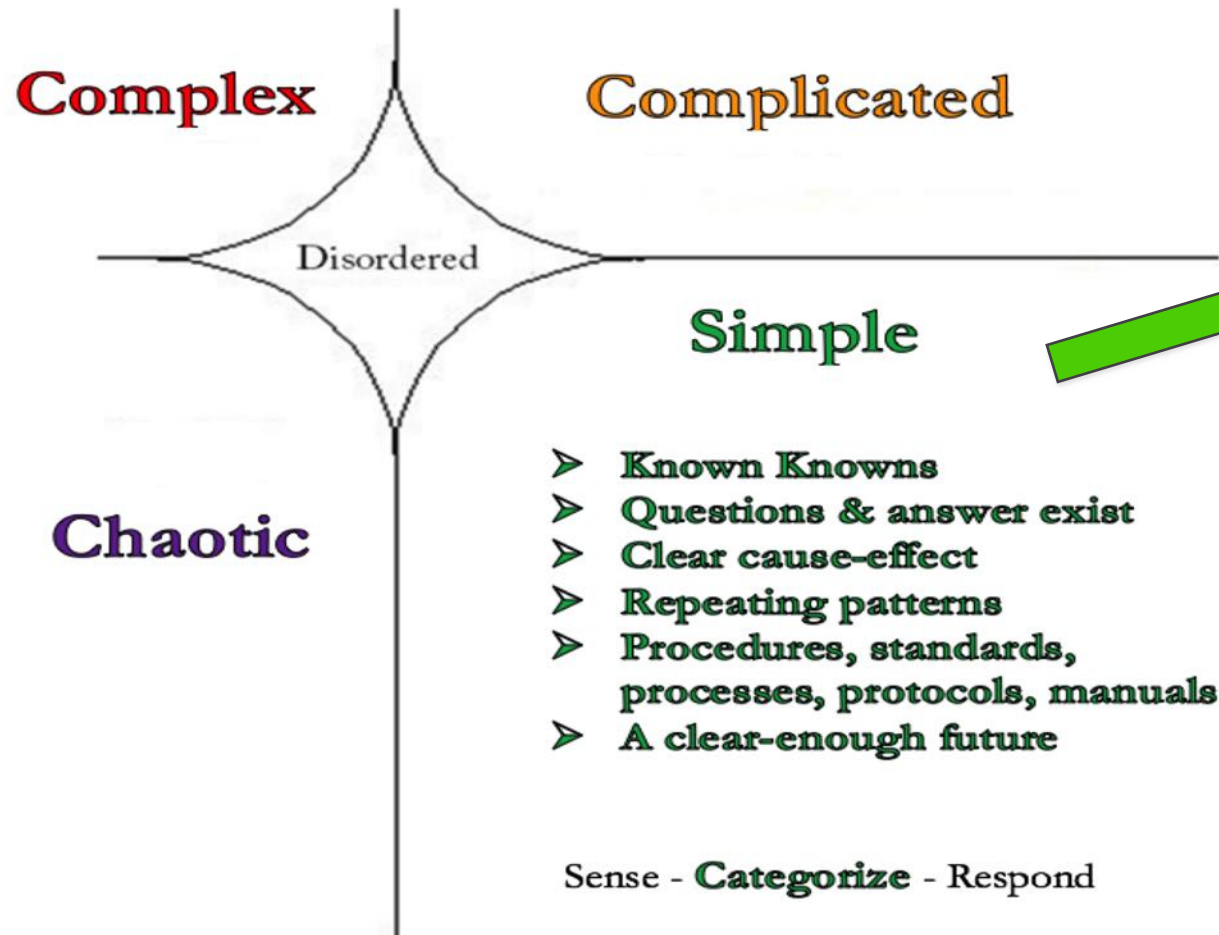 Complex
Complicated
Disordered
Simple
Chaotic
➢ Known Knowns
➢ Questions & answer exist
➢ Clear cause-effect
➢ Repeating patterns
➢ Procedures, standards,
processes, protocols, manuals
➢ A clear-enough future
Sense - Categorize - Respond